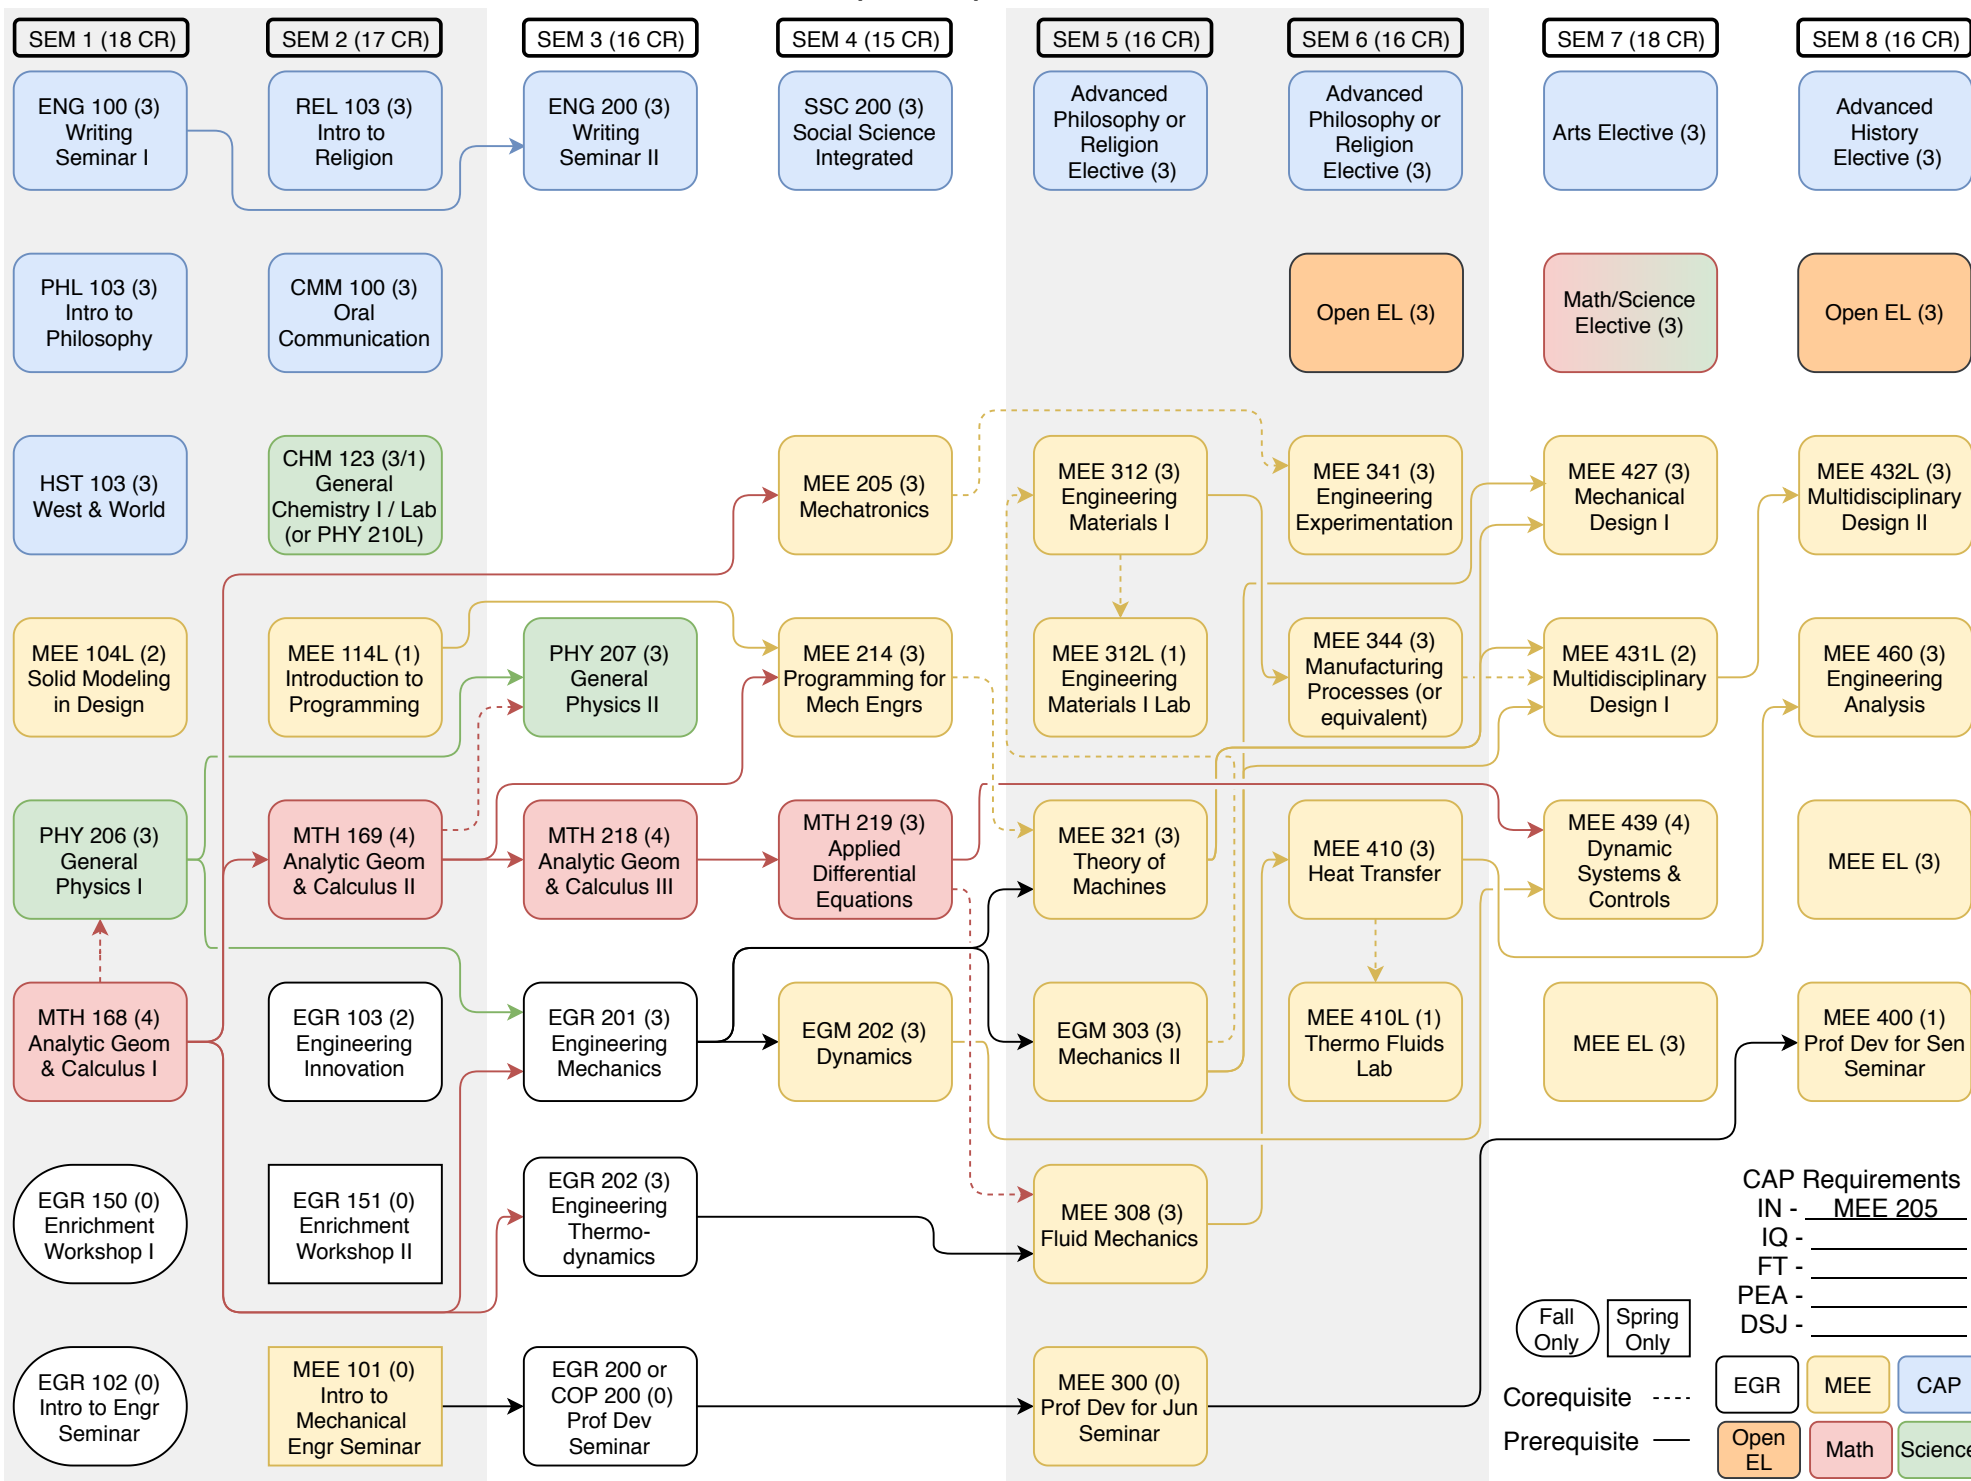 SEM 1 (18 CR)
SEM 2 (17 CR)
SEM 3 (16 CR)
SEM 4 (15 CR)
SEM 5 (16 CR)
SEM 6 (16 CR)
SEM 7 (18 CR)
SEM 8 (16 CR)
ENG 100 (3)
Writing
Seminar I
REL 103 (3)
Intro to
Religion
ENG 200 (3)
Writing
Seminar II
SSC 200 (3)
Social Science
Integrated
Advanced
Philosophy or
Religion
Elective (3)
Advanced
Philosophy or
Religion
Elective (3)
Arts Elective (3)
Advanced
History
Elective (3)
PHL 103 (3)
Intro to
Philosophy
CMM 100 (3)
Oral
Communication
Open EL (3)
Math/Science
Elective (3)
Open EL (3)
HST 103 (3)
West & World
CHM 123 (3/1)
General
Chemistry I / Lab
(or PHY 210L)
MEE 205 (3)
Mechatronics
MEE 312 (3)
Engineering
Materials I
MEE 341 (3)
Engineering
Experimentation
MEE 427 (3)
Mechanical
Design I
MEE 432L (3)
Multidisciplinary
Design II
MEE 104L (2)
Solid Modeling
in Design
MEE 114L (1)
Introduction to
Programming
PHY 207 (3)
General
Physics II
MEE 214 (3)
Programming for
Mech Engrs
MEE 312L (1)
Engineering
Materials I Lab
MEE 344 (3)
Manufacturing
Processes (or
equivalent)
MEE 431L (2)
Multidisciplinary
Design I
MEE 460 (3)
Engineering
Analysis
PHY 206 (3)
General
Physics I
MTH 169 (4)
Analytic Geom
& Calculus II
MTH 218 (4)
Analytic Geom
& Calculus III
MTH 219 (3)
Applied
Differential
Equations
MEE 321 (3)
Theory of
Machines
MEE 410 (3)
Heat Transfer
MEE 439 (4)
Dynamic
Systems &
Controls
MEE EL (3)
MTH 168 (4)
Analytic Geom
& Calculus I
EGR 103 (2)
Engineering
Innovation
EGR 201 (3)
Engineering
Mechanics
EGM 202 (3)
Dynamics
EGM 303 (3)
Mechanics II
MEE 410L (1)
Thermo Fluids
Lab
MEE EL (3)
MEE 400 (1)
Prof Dev for Sen
Seminar
EGR 150 (0)
Enrichment
Workshop I
EGR 151 (0)
Enrichment
Workshop II
EGR 202 (3)
Engineering
Thermo-
dynamics
MEE 308 (3)
Fluid Mechanics
CAP Requirements
IN - MEE 205
IQ -
FT -
PEA -
DSJ -
Fall
Only
Spring
Only
EGR 102 (0)
Intro to Engr
Seminar
MEE 101 (0)
Intro to
Mechanical
Engr Seminar
EGR 200 or
COP 200 (0)
Prof Dev
Seminar
MEE 300 (0)
Prof Dev for Jun
Seminar
Corequisite
Prerequisite
EGR
MEE
CAP
Open
EL
Math
Science